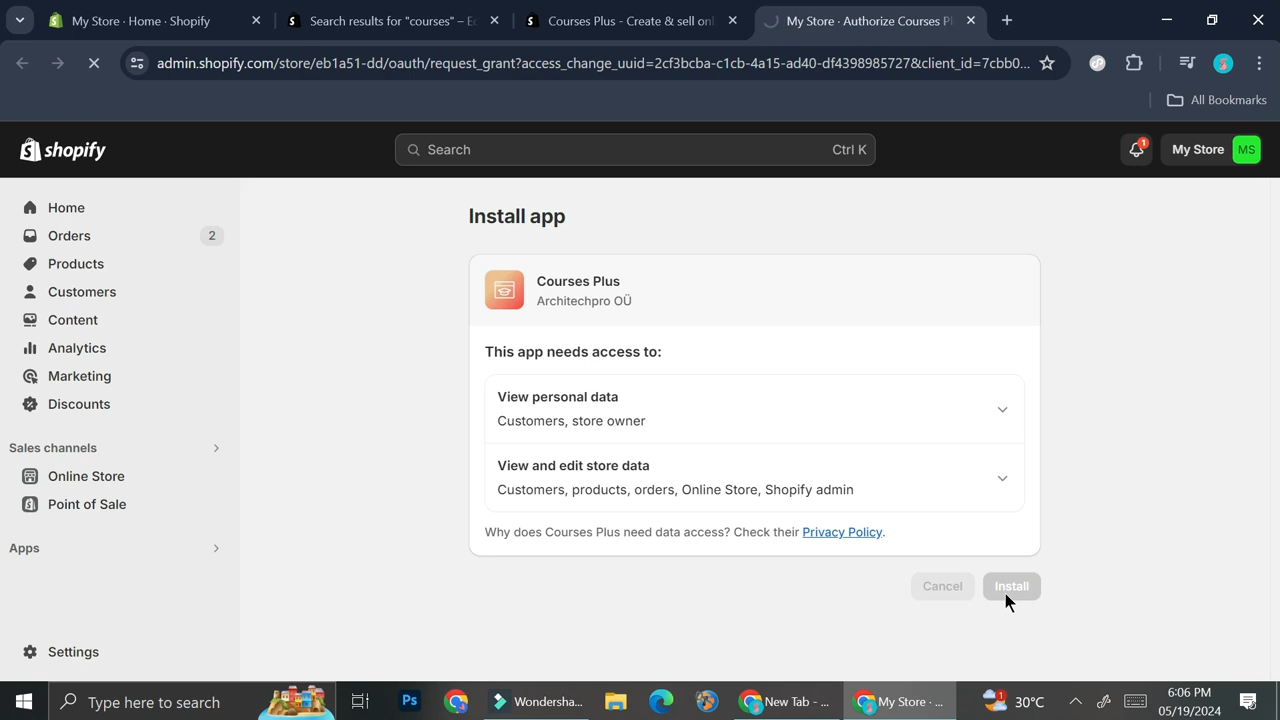 My Store · Home · Shopify
Search results for "courses" – Ec
Courses Plus - Create & sell onl
My Store · Authorize Courses Pl
admin.shopify.com/store/eb1a51-dd/oauth/request_grant?access_change_uuid=2cf3bcba-c1cb-4a15-ad40-df4398985727&client_id=7cbb0...
All Bookmarks
shopify
Search
Ctrl K
1
My Store
MS
Home
Orders
2
Products
Customers
Content
Analytics
Marketing
Discounts
Sales channels
Online Store
Point of Sale
Apps
Settings
Install app
Courses Plus
Architechpro OÜ
This app needs access to:
View personal data
Customers, store owner
View and edit store data
Customers, products, orders, Online Store, Shopify admin
Why does Courses Plus need data access? Check their Privacy Policy.
Cancel
Install
Type here to search
Ps
Wondersha...
New Tab - ...
My Store · ...
1
30°C
6:06 PM
05/19/2024